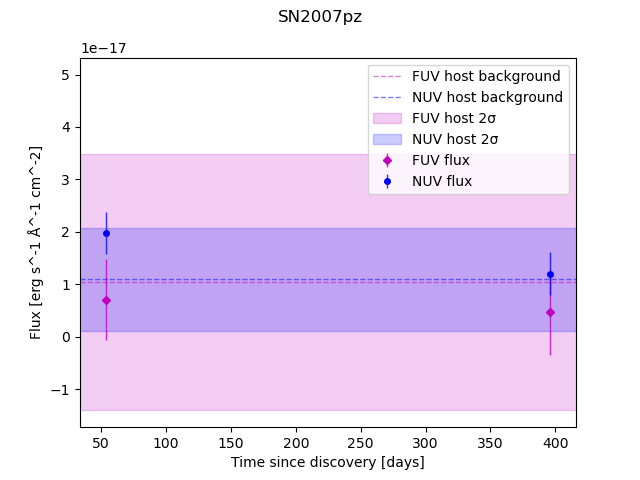 SN2007pz
1e−17
5
4
3
2
1
0
−1
Flux [erg s^-1 Å^-1 cm^-2]
FUV host background
NUV host background
FUV host 2σ
NUV host 2σ
FUV flux
NUV flux
50 100 150 200 250 300 350 400
Time since discovery [days]